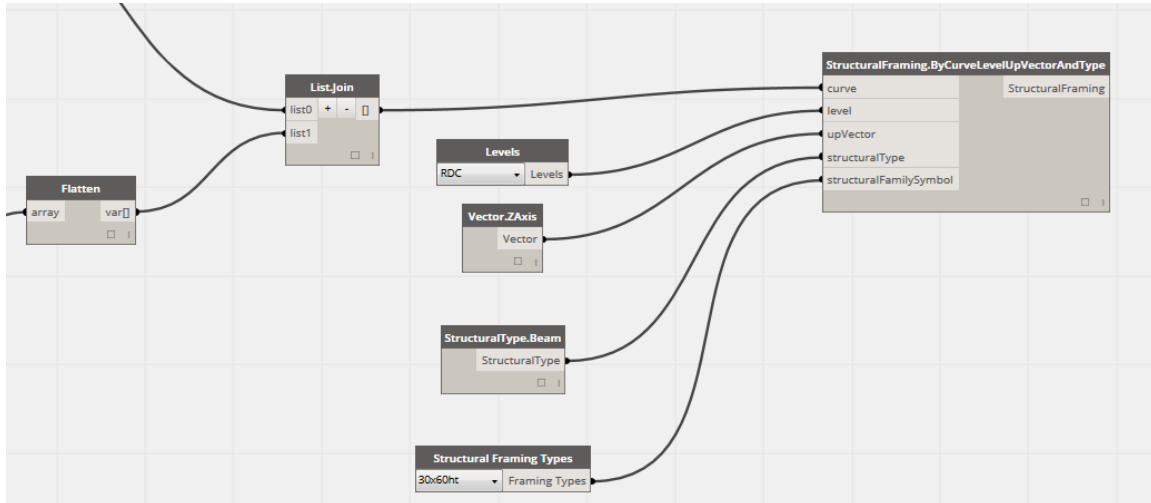 List.Join
list0 + - []
list1
Flatten
array var[]
Levels
RDC Levels
Vector.ZAxis
Vector
StructuralType.Beam
StructuralType
Structural Framing Types
30x60ht Framing Types
StructuralFraming.ByCurveLevelUpVectorAndType
curve StructuralFraming
level
upVector
structuralType
structuralFamilySymbol